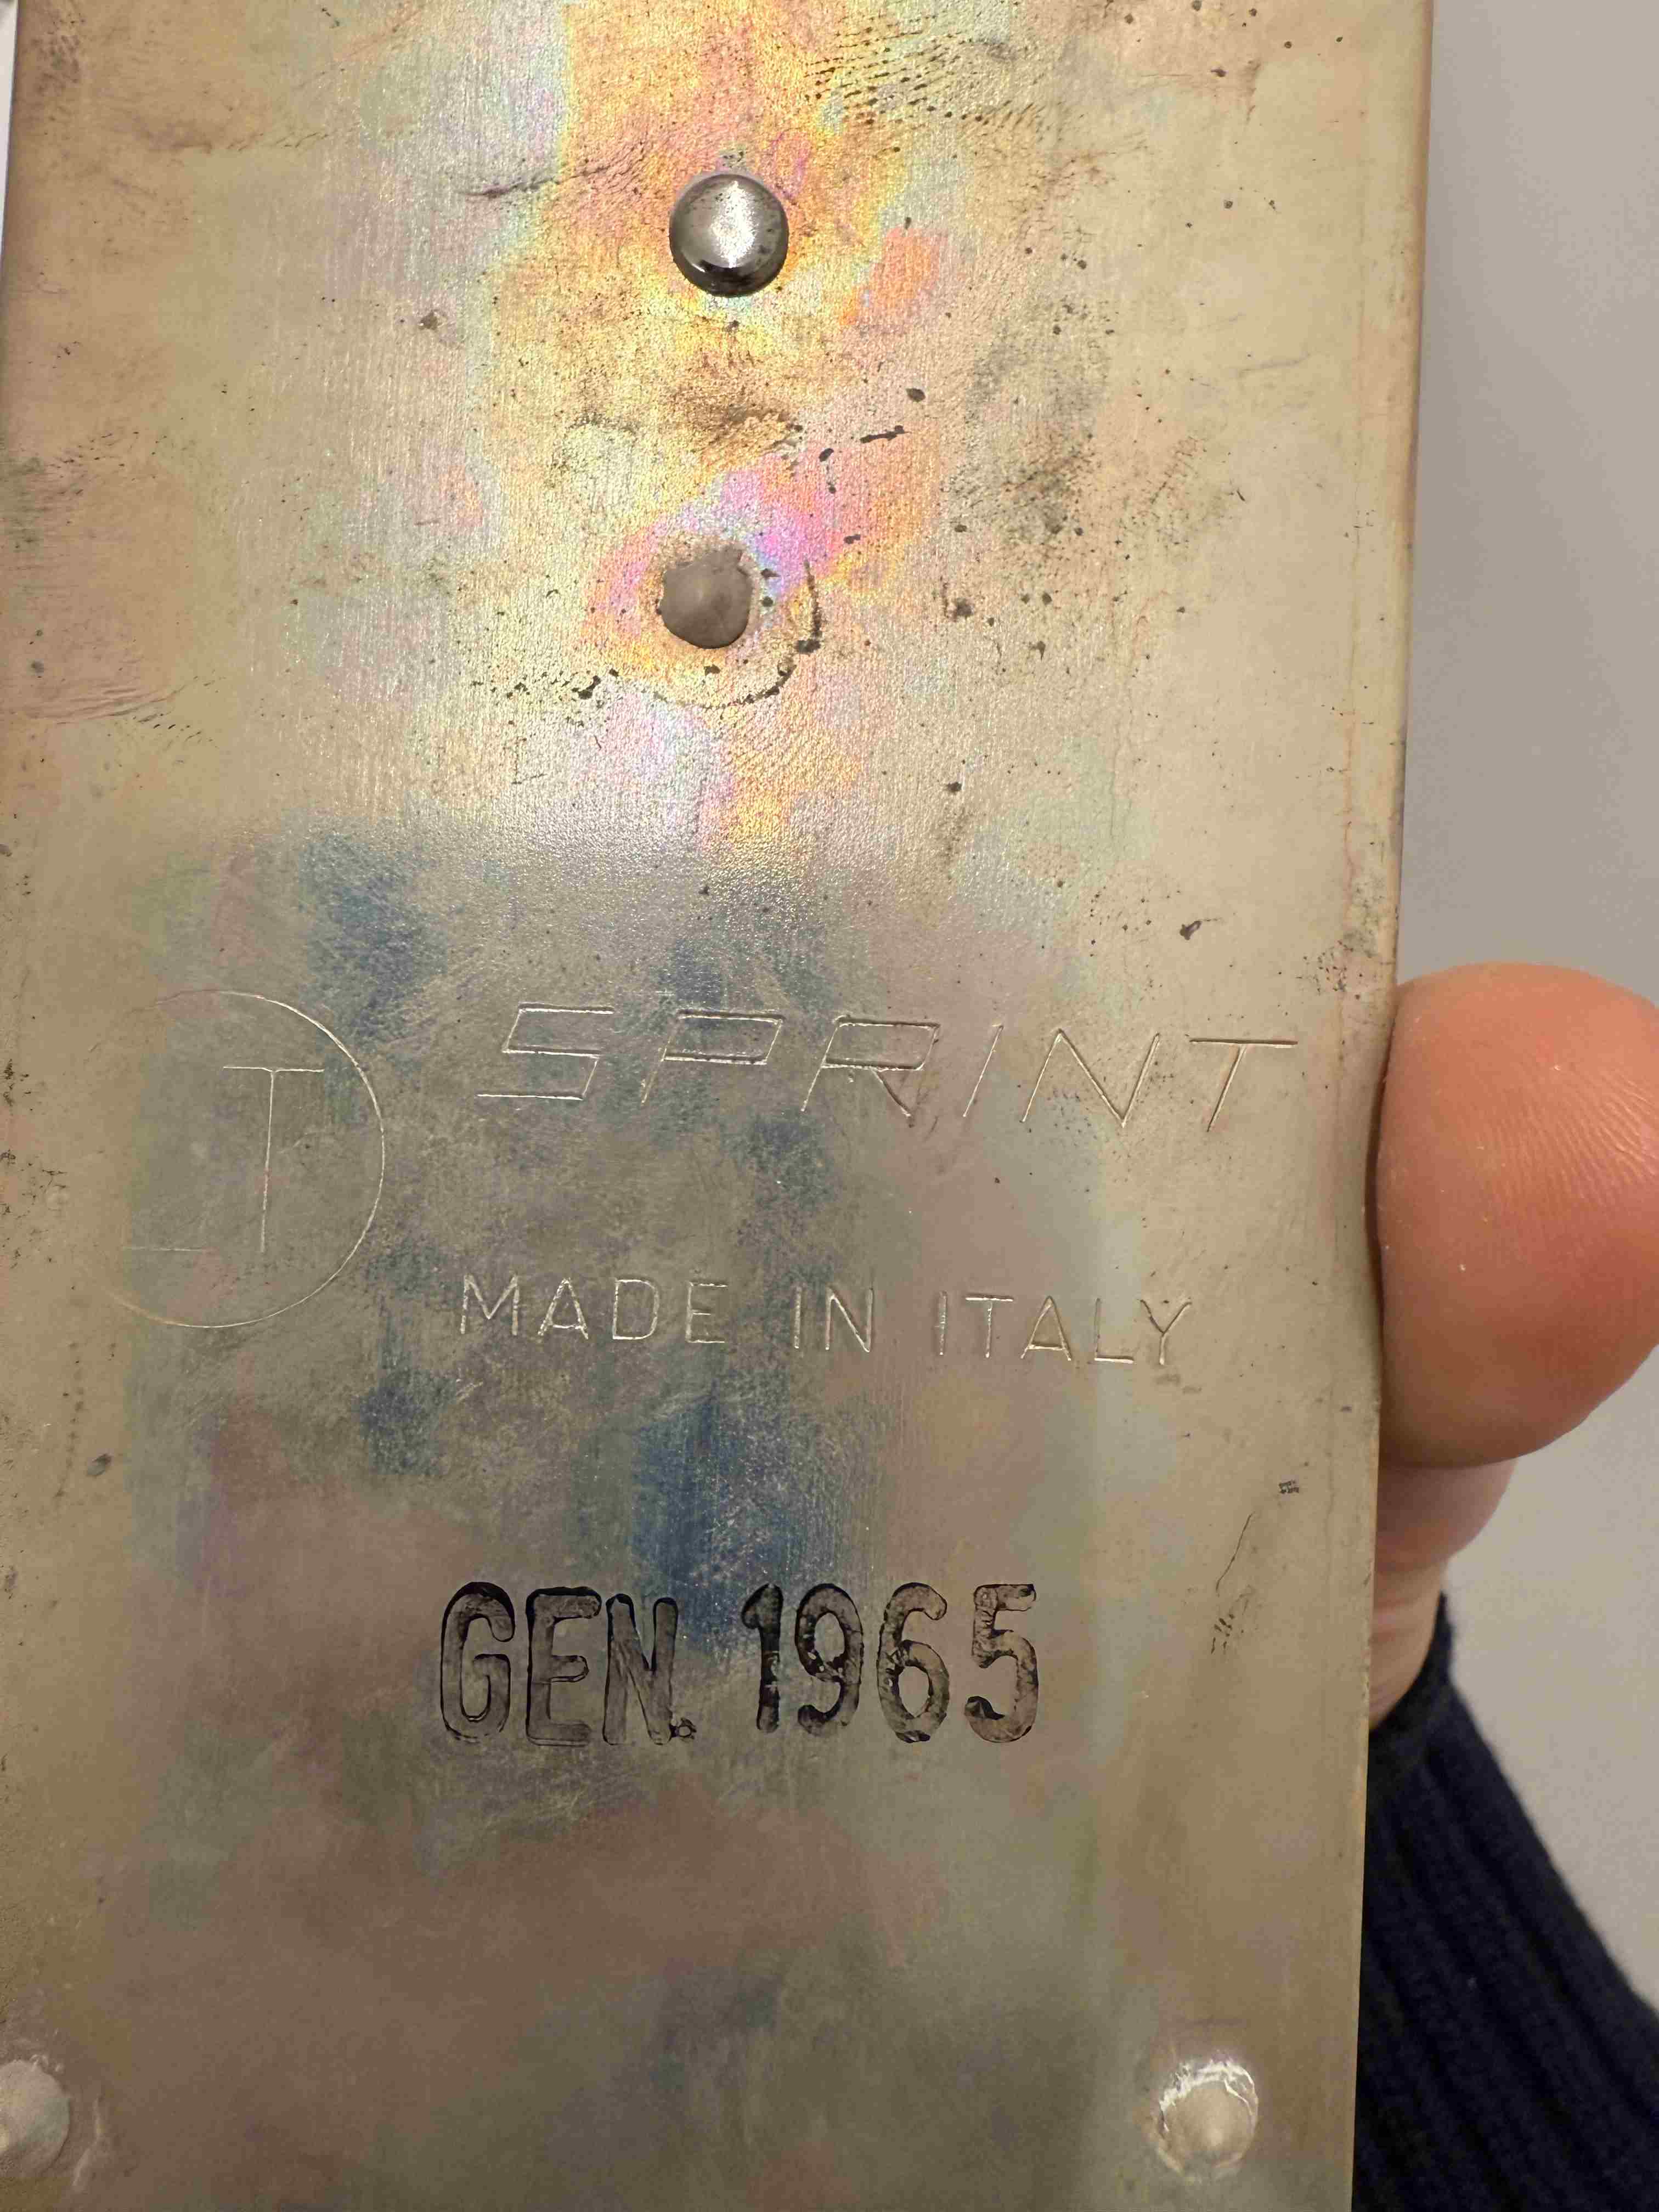 T SPRINT
MADE IN ITALY
GEN. 1965